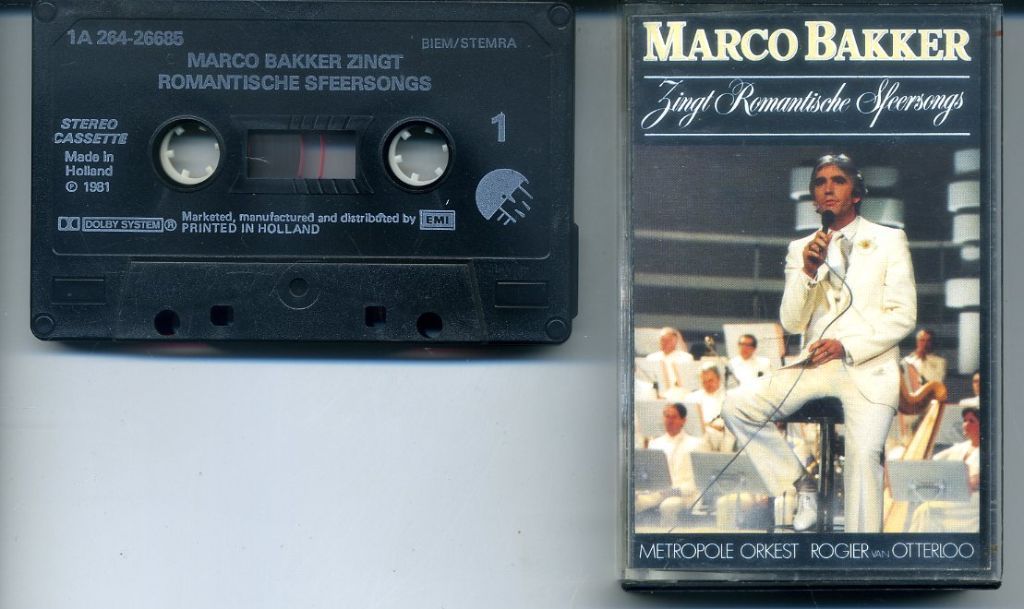 1A 264-26685
BIEM/STEMRA
MARCO BAKKER ZINGT
ROMANTISCHE SFEERSONGS
STEREO
CASSETTE
1
Made in
Holland
℗ 1981
DOLBY SYSTEM®
Marketed, manufactured and distributed by EMI
PRINTED IN HOLLAND
MARCO BAKKER
Zingt Romantische Sfeersongs
METROPOLE ORKEST ROGIER VAN OTTERLOO